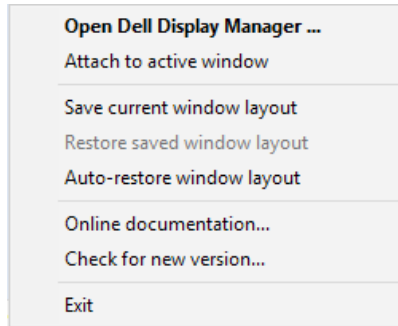 Open Dell Display Manager ...
Attach to active window
Save current window layout
Restore saved window layout
Auto-restore window layout
Online documentation...
Check for new version...
Exit